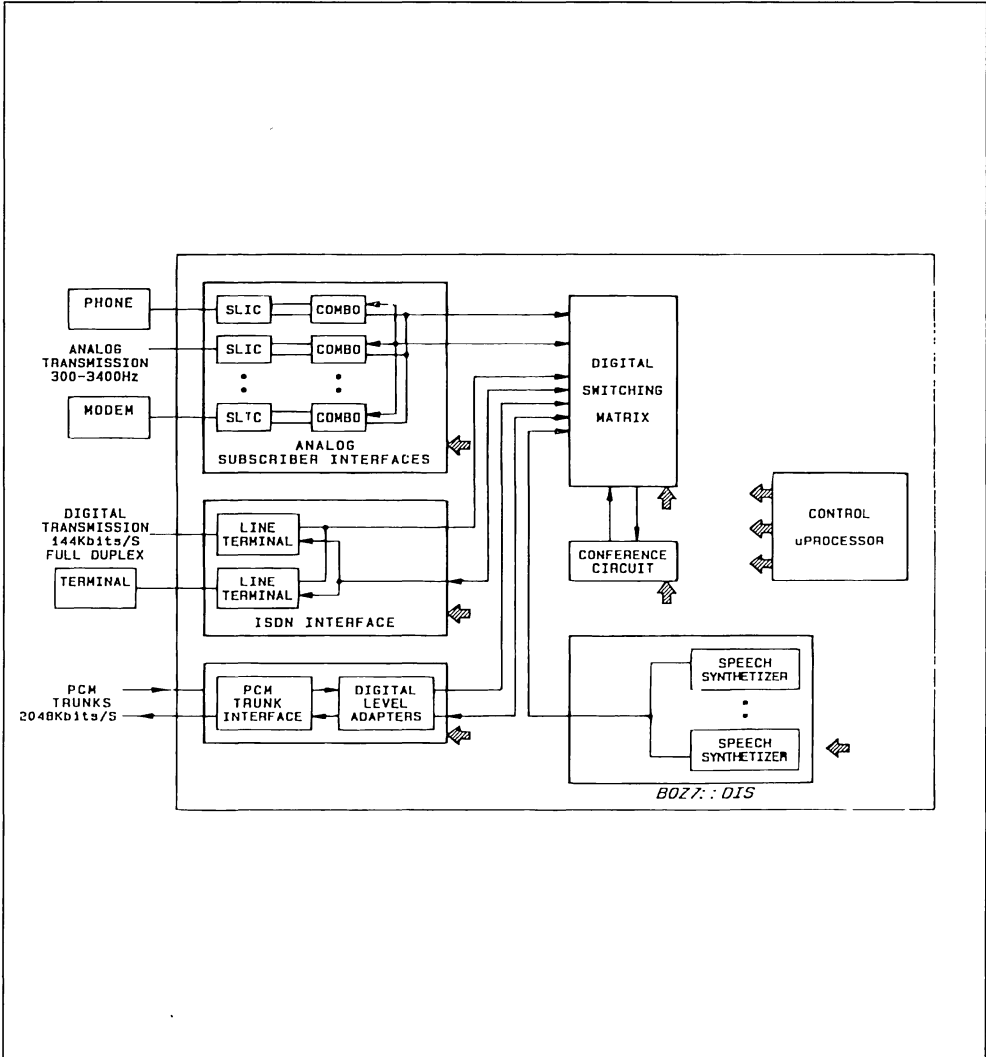 PHONE
ANALOG
TRANSMISSION
300-3400Hz
MODEM
SLIC
COMBO
SLIC
COMBO
SLIC
COMBO
ANALOG
SUBSCRIBER INTERFACES
DIGITAL
TRANSMISSION
144Kbits/S
FULL DUPLEX
TERMINAL
LINE
TERMINAL
LINE
TERMINAL
ISDN INTERFACE
PCM
TRUNKS
2048Kbits/S
PCM
TRUNK
INTERFACE
DIGITAL
LEVEL
ADAPTERS
DIGITAL
SWITCHING
MATRIX
CONFERENCE
CIRCUIT
CONTROL
uPROCESSOR
SPEECH
SYNTHETIZER
SPEECH
SYNTHETIZER
BOZ7::DIS